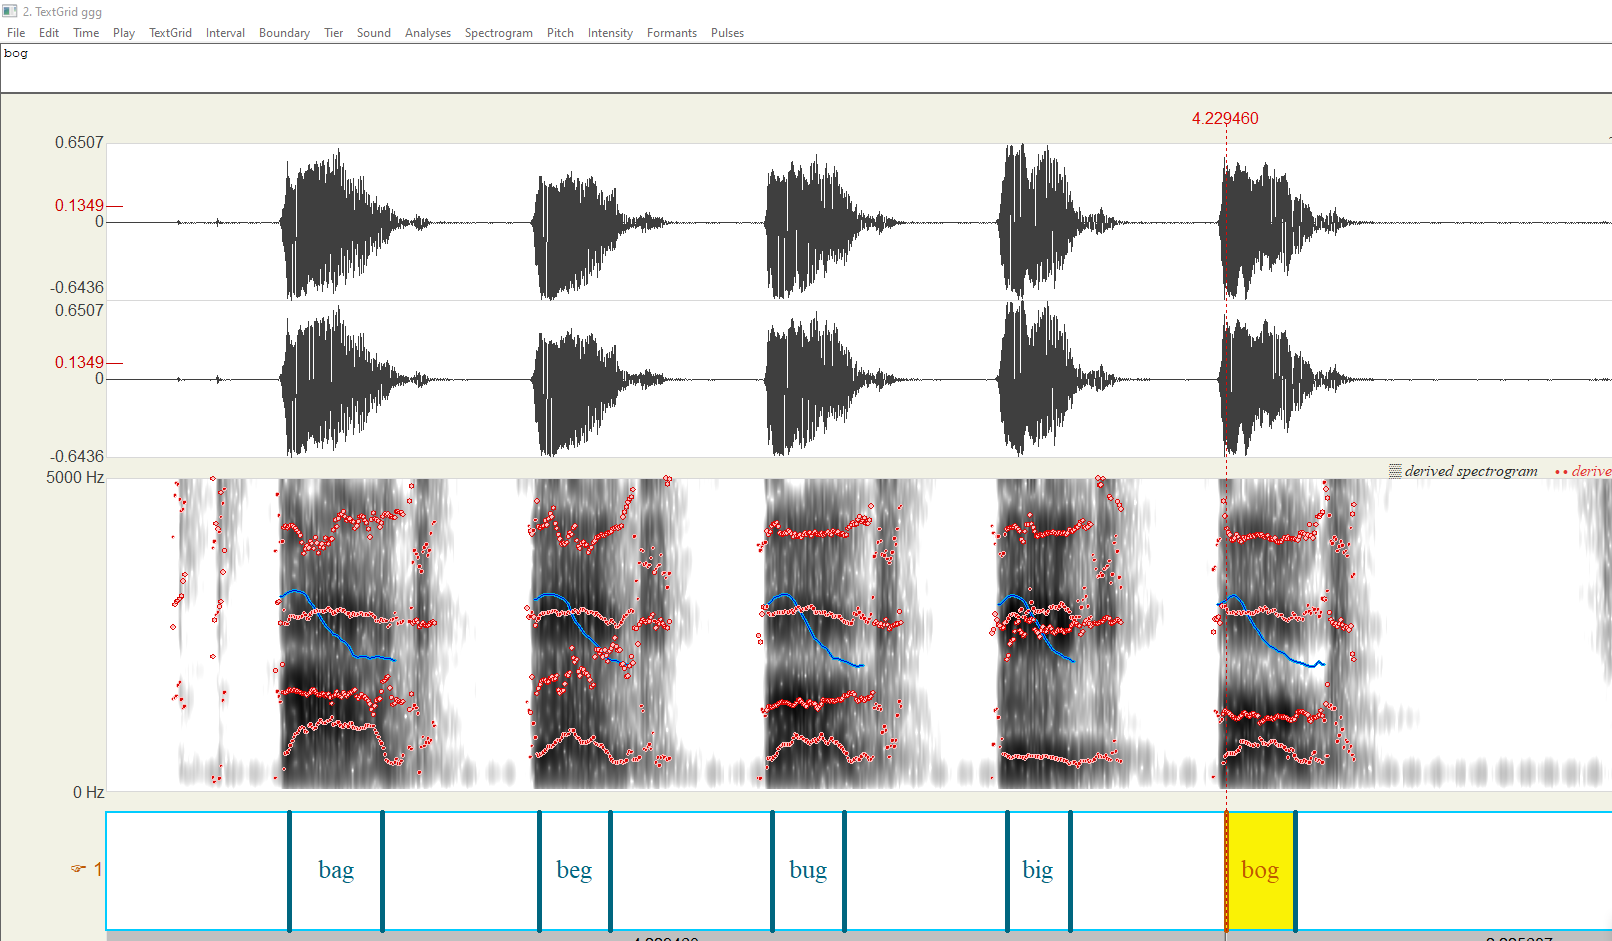 2. TextGrid ggg
File Edit Time Play TextGrid Interval Boundary Tier Sound Analyses Spectrogram Pitch Intensity Formants Pulses
bog
4.229460
0.6507
0.1349
0
-0.6436
0.6507
0.1349
0
-0.6436
derived spectrogram
5000 Hz
0 Hz
1 bag beg bug big bog